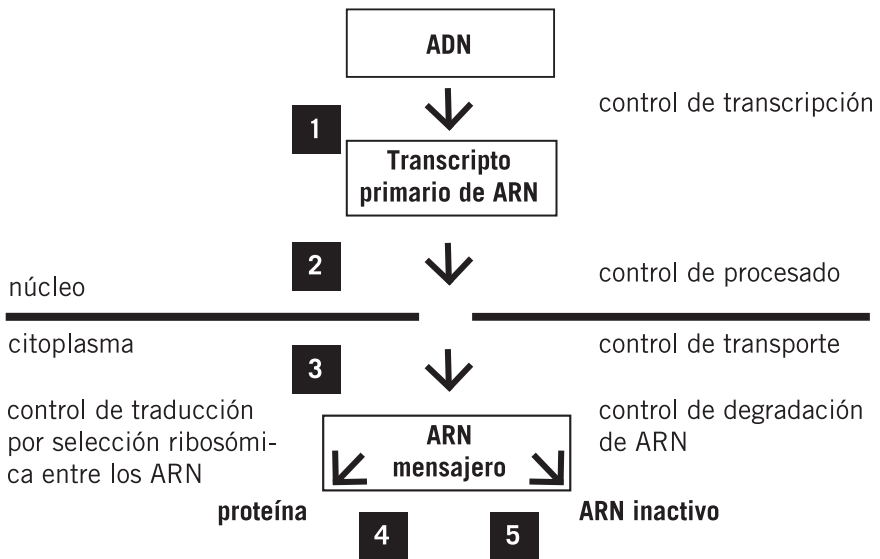 ADN
control de transcripción
1
Transcripto
primario de ARN
2
control de procesado
núcleo
citoplasma
control de transporte
3
control de traducción
por selección ribosómi-
ca entre los ARN
ARN
mensajero
control de degradación
de ARN
proteína
ARN inactivo
4
5